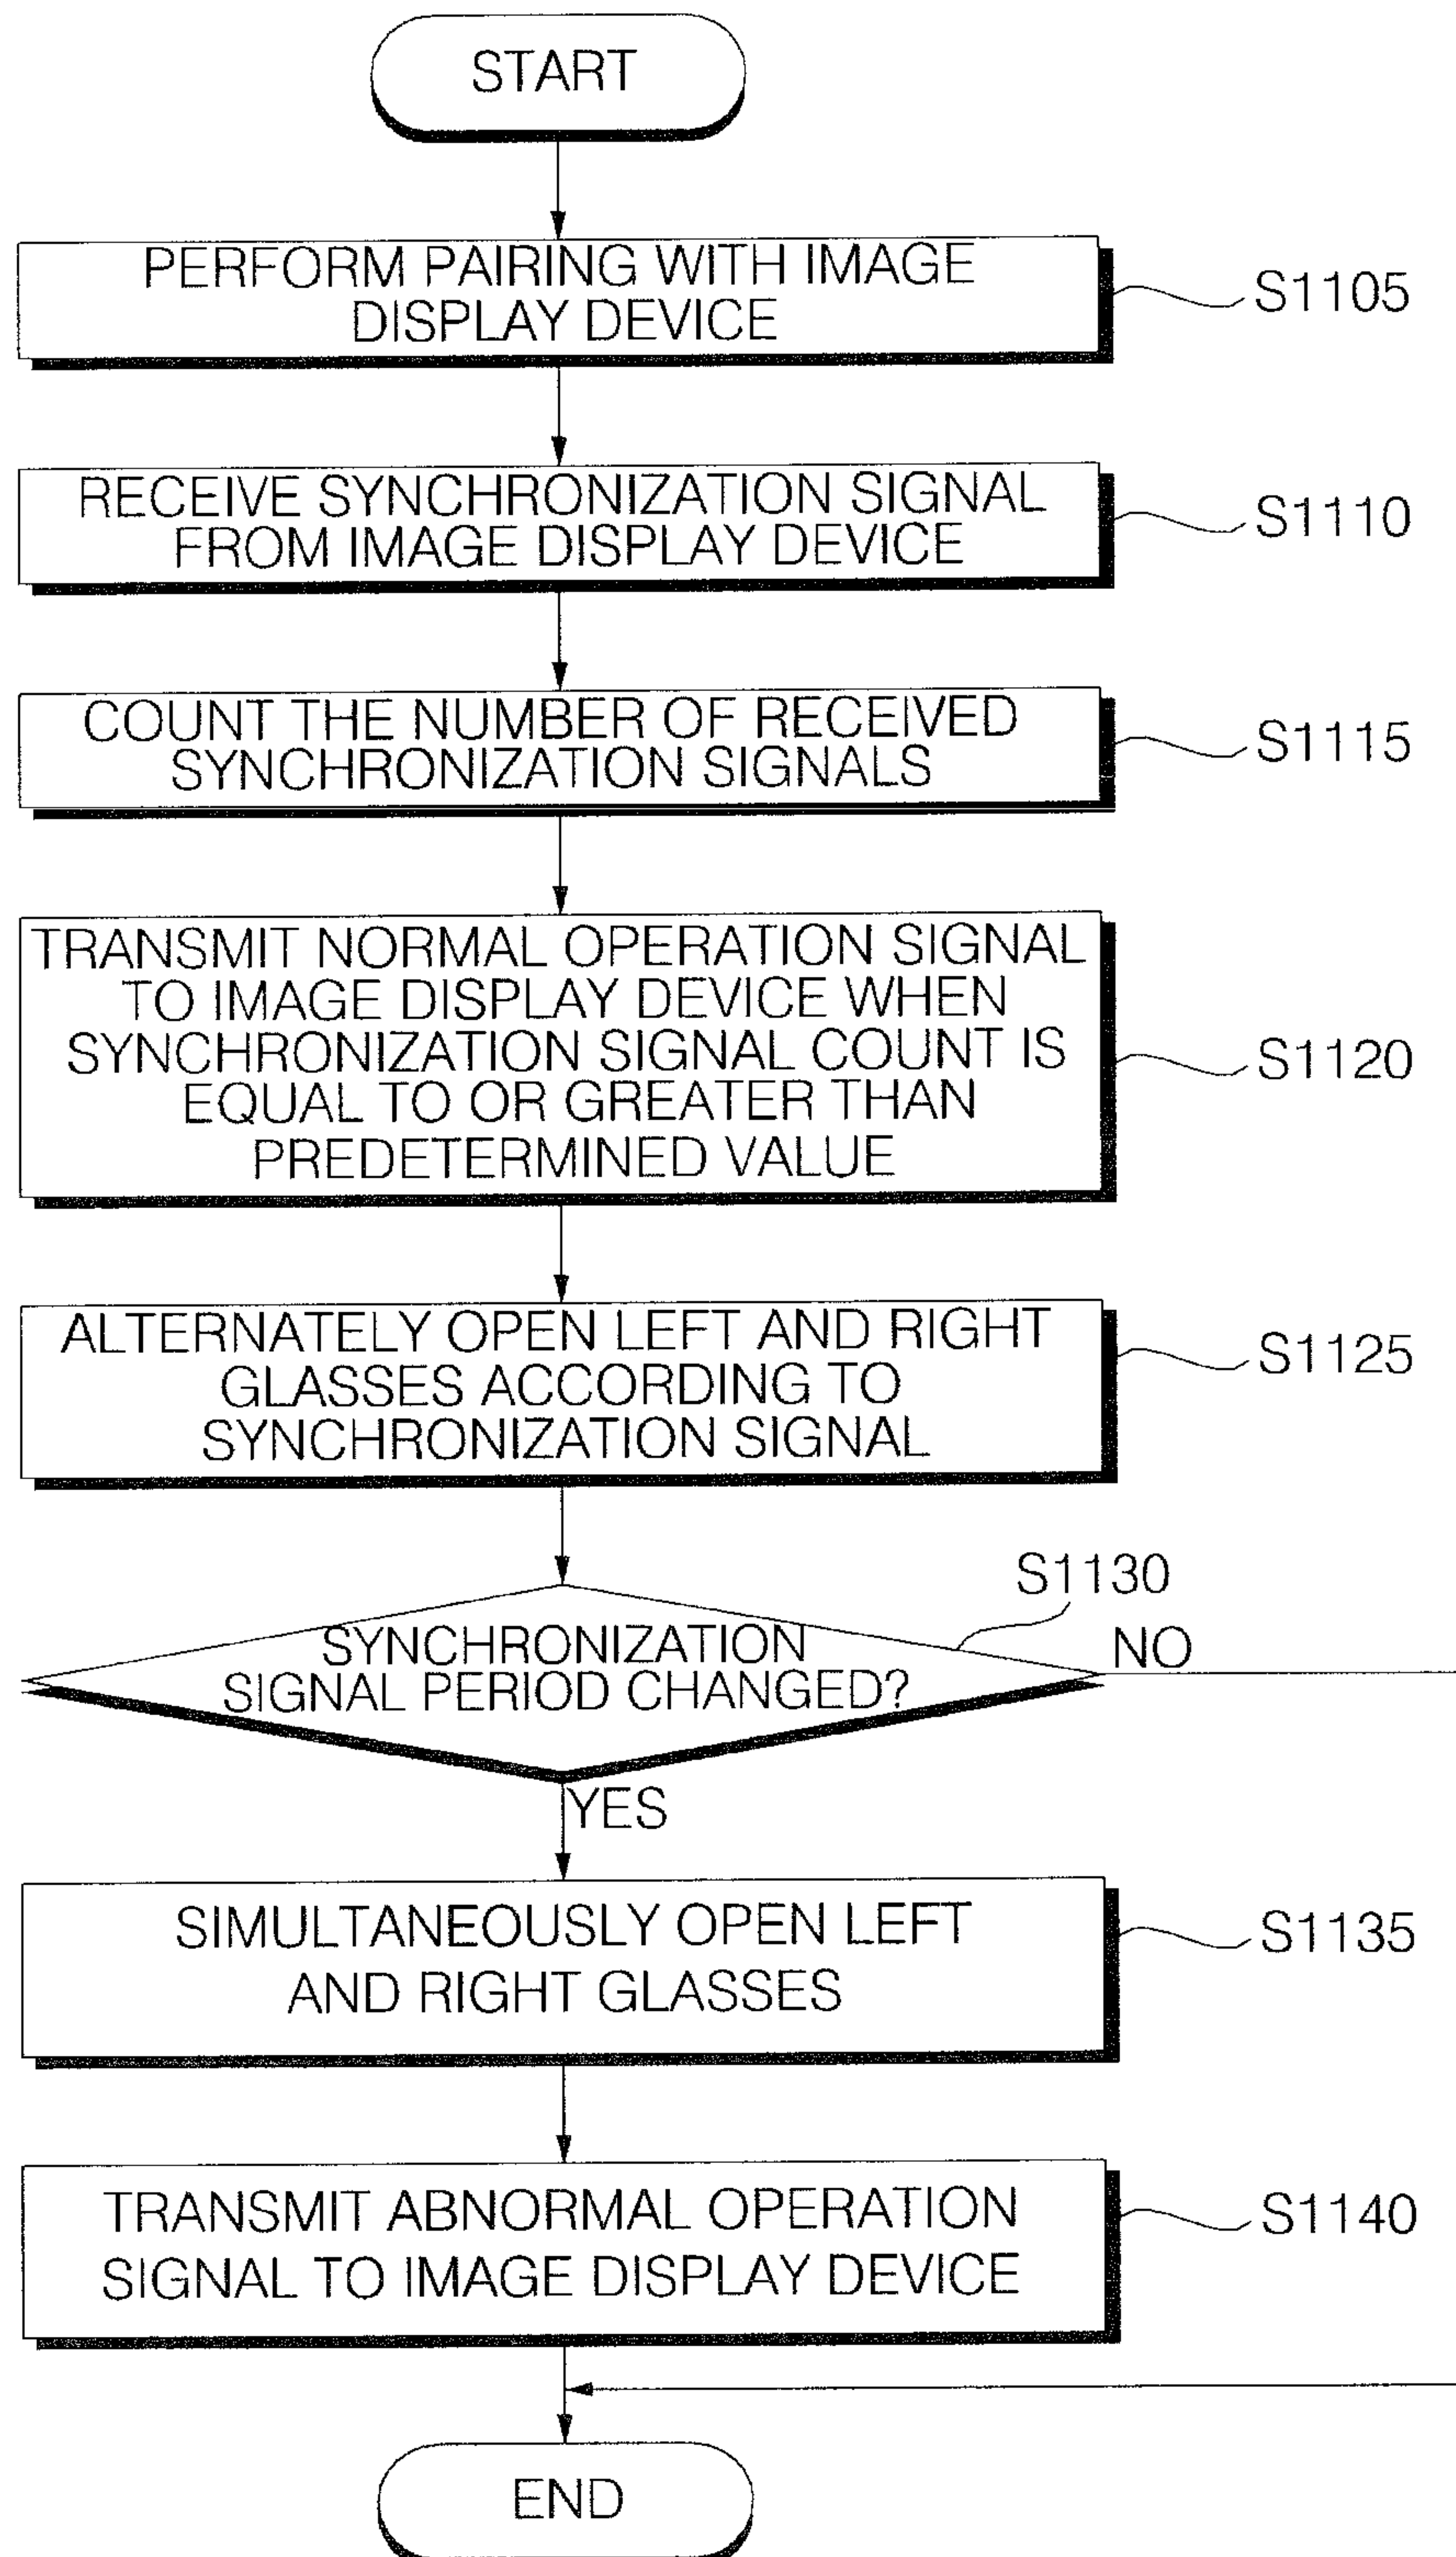 START
PERFORM PAIRING WITH IMAGE
DISPLAY DEVICE
S1105
RECEIVE SYNCHRONIZATION SIGNAL
FROM IMAGE DISPLAY DEVICE
S1110
COUNT THE NUMBER OF RECEIVED
SYNCHRONIZATION SIGNALS
S1115
TRANSMIT NORMAL OPERATION SIGNAL
TO IMAGE DISPLAY DEVICE WHEN
SYNCHRONIZATION SIGNAL COUNT IS
EQUAL TO OR GREATER THAN
PREDETERMINED VALUE
S1120
ALTERNATELY OPEN LEFT AND RIGHT
GLASSES ACCORDING TO
SYNCHRONIZATION SIGNAL
S1125
S1130
SYNCHRONIZATION
SIGNAL PERIOD CHANGED?
NO
YES
SIMULTANEOUSLY OPEN LEFT
AND RIGHT GLASSES
S1135
TRANSMIT ABNORMAL OPERATION
SIGNAL TO IMAGE DISPLAY DEVICE
S1140
END